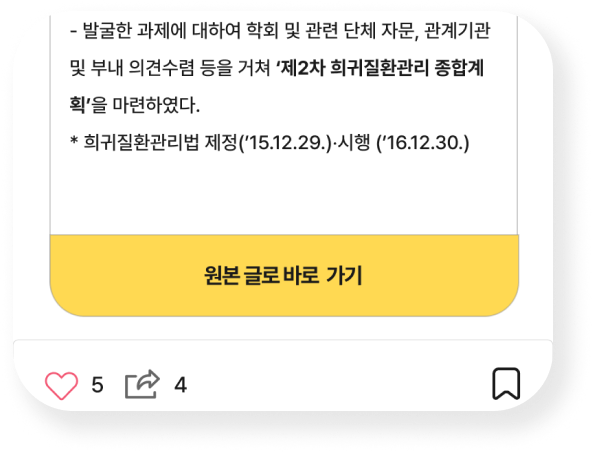 - 발굴한 과제에 대하여 학회 및 관련 단체 자문, 관계기관
및 부내 의견수렴 등을 거쳐 ‘제2차 희귀질환관리 종합계
획’을 마련하였다.
* 희귀질환관리법 제정(’15.12.29.)·시행 (’16.12.30.)
원본 글로 바로 가기
5 4